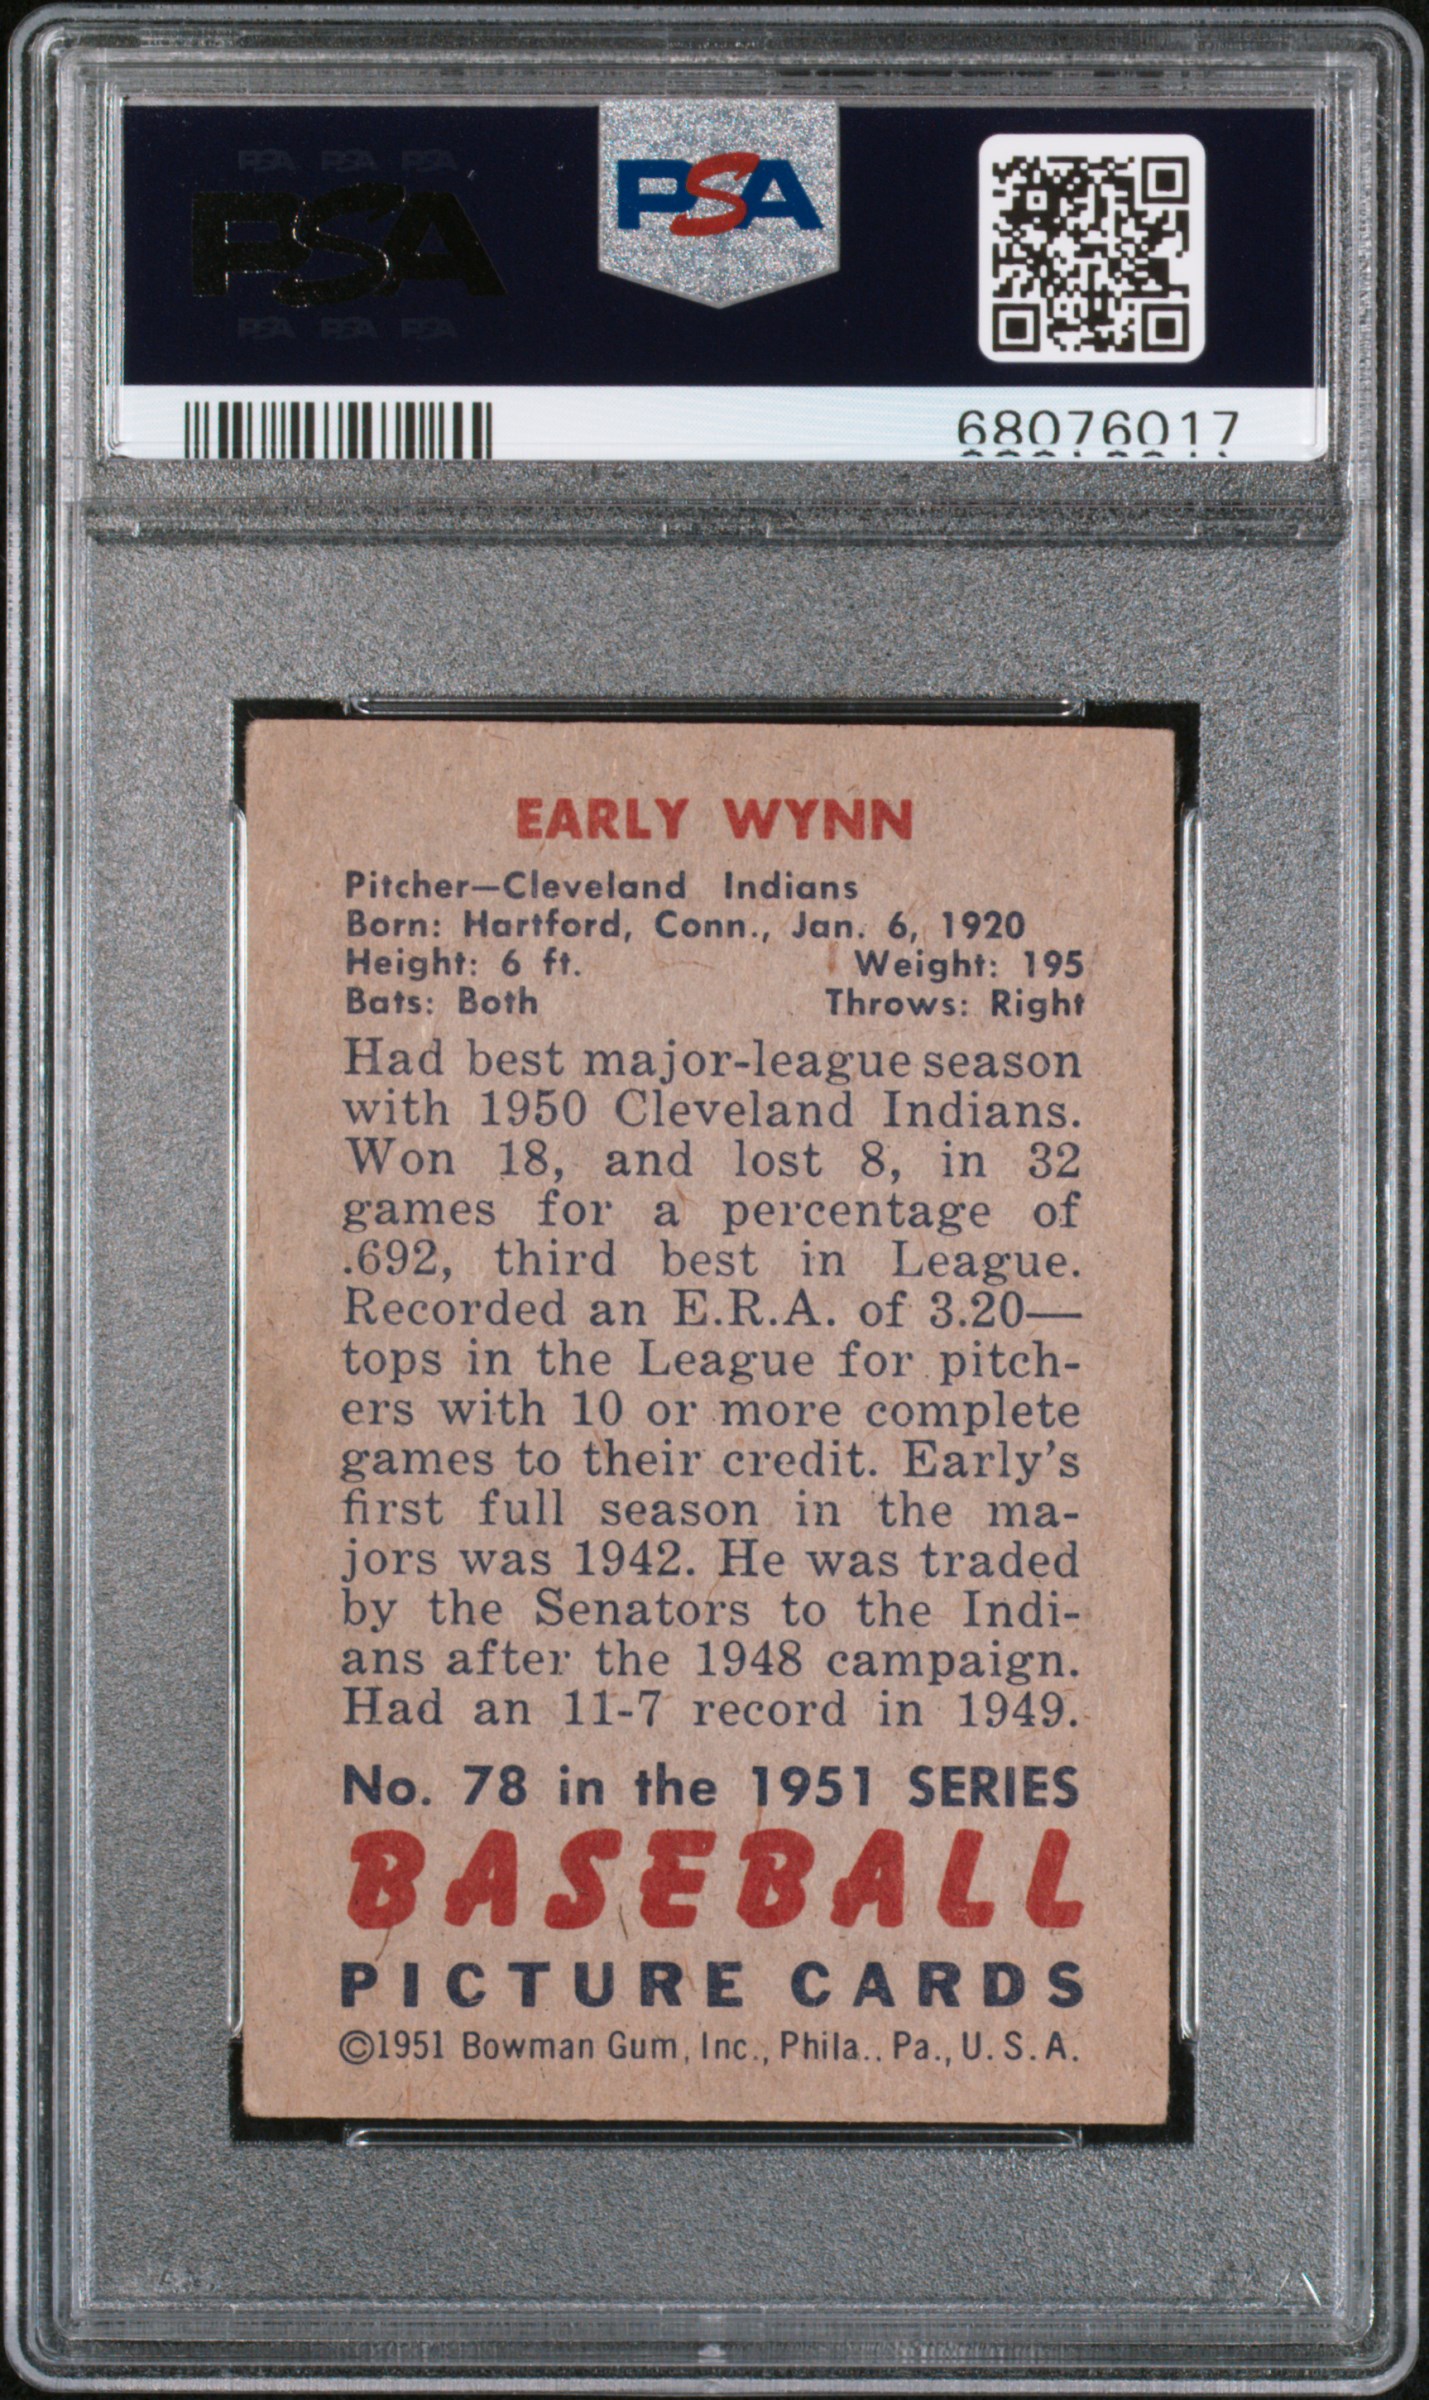 PSA PSA PSA
PSA
PSA PSA PSA
PSA
68076017
EARLY WYNN
Pitcher—Cleveland Indians
Born: Hartford, Conn., Jan. 6, 1920
Height: 6 ft. Weight: 195
Bats: Both Throws: Right
Had best major-league season
with 1950 Cleveland Indians.
Won 18, and lost 8, in 32
games for a percentage of
.692, third best in League.
Recorded an E.R.A. of 3.20—
tops in the League for pitch-
ers with 10 or more complete
games to their credit. Early's
first full season in the ma-
jors was 1942. He was traded
by the Senators to the Indi-
ans after the 1948 campaign.
Had an 11-7 record in 1949.
No. 78 in the 1951 SERIES
BASEBALL
PICTURE CARDS
©1951 Bowman Gum, Inc., Phila.. Pa., U. S. A.